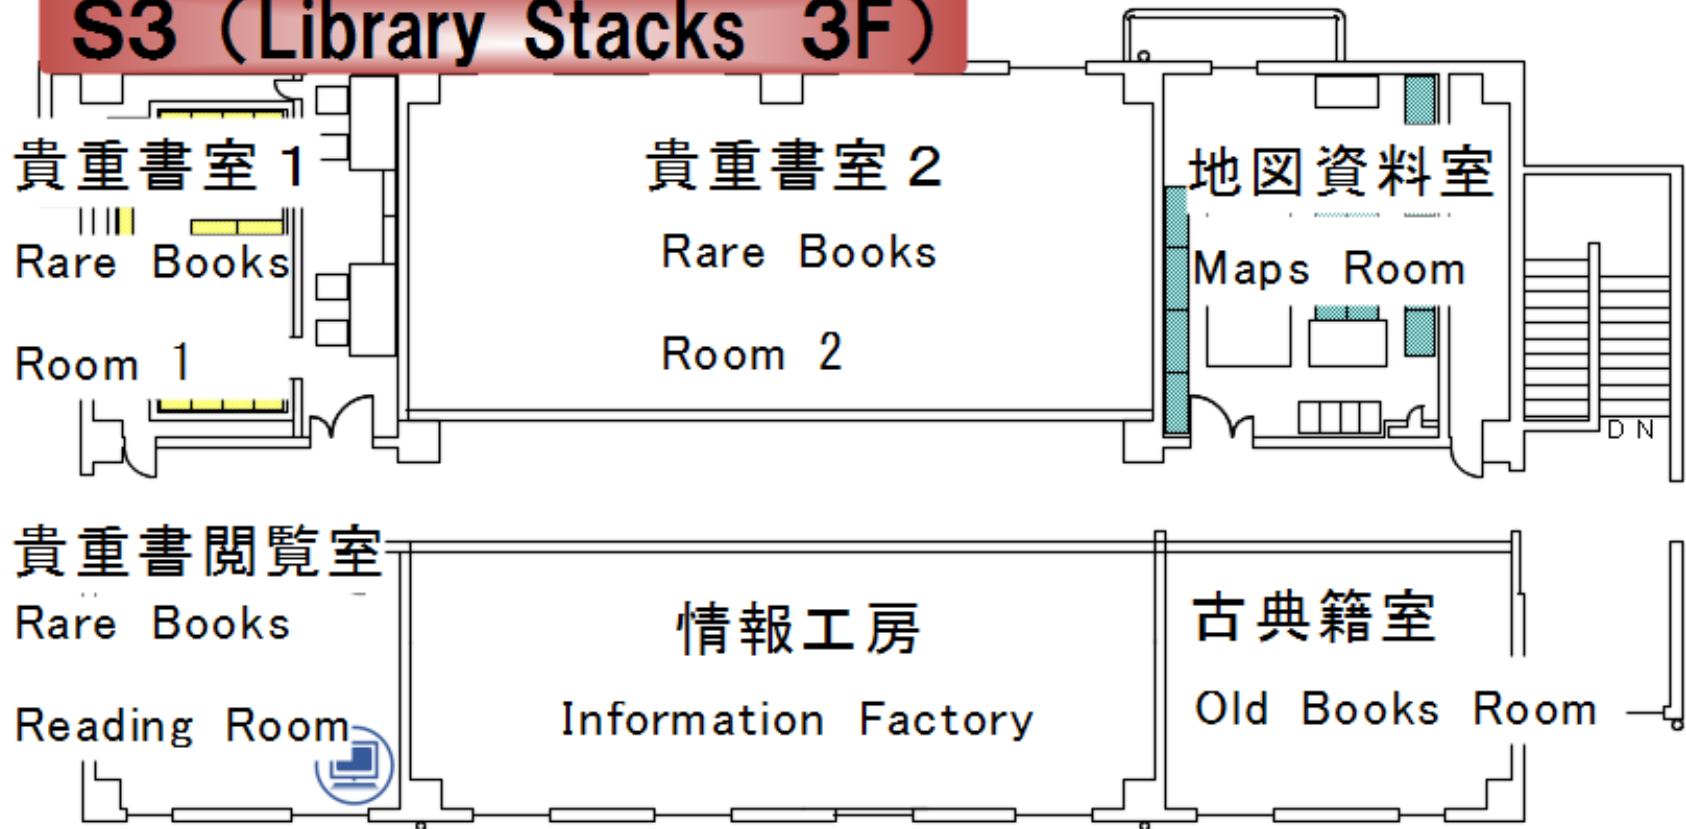 S3（Library Stacks 3F）
貴重書室１
Rare Books
Room 1
貴重書室２
Rare Books
Room 2
地図資料室
Maps Room
DN
貴重書閲覧室
Rare Books
Reading Room
情報工房
Information Factory
古典籍室
Old Books Room